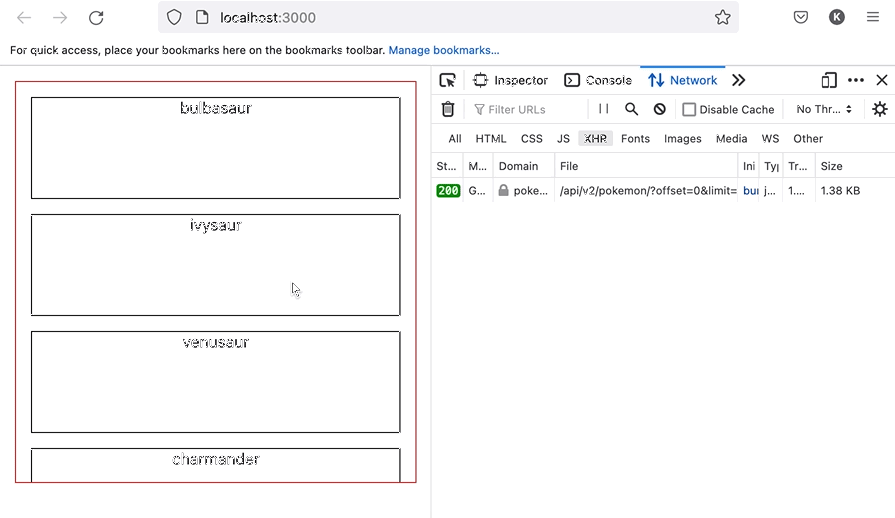 localhost:3000
K
For quick access, place your bookmarks here on the bookmarks toolbar. Manage bookmarks...
Inspector
Console
Network
Filter URLs
Disable Cache
No Thr...
All HTML CSS JS XHR Fonts Images Media WS Other
St... M... Domain File Ini Typ Tr... Size
200 G... poke... /api/v2/pokemon/?offset=0&limit= bun j... 1.... 1.38 KB
bulbasaur
ivysaur
venusaur
charmander